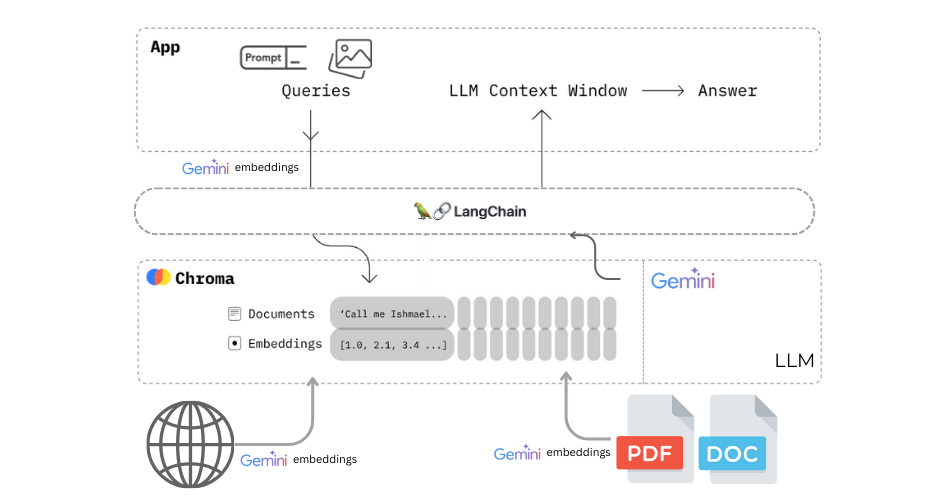 App
Prompt
Queries
LLM Context Window
Answer
Gemini embeddings
LangChain
Chroma
Gemini
Documents
‘Call me Ishmael...
Embeddings
[1.0, 2.1, 3.4 ...]
LLM
Gemini embeddings
Gemini embeddings
PDF
DOC